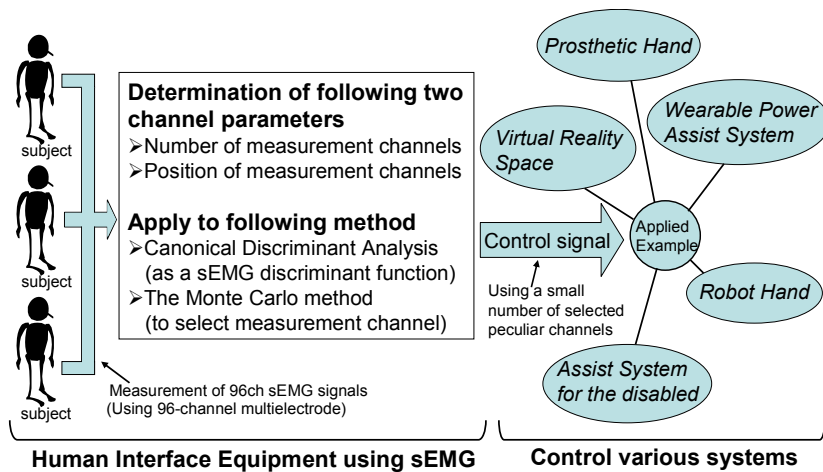 subject
subject
subject
Determination of following two
channel parameters
➢Number of measurement channels
➢Position of measurement channels
Apply to following method
➢Canonical Discriminant Analysis
(as a sEMG discriminant function)
➢The Monte Carlo method
(to select measurement channel)
Measurement of 96ch sEMG signals
(Using 96-channel multielectrode)
Human Interface Equipment using sEMG
Control signal
Using a small
number of selected
peculiar channels
Prosthetic Hand
Wearable Power
Assist System
Virtual Reality
Space
Applied
Example
Robot Hand
Assist System
for the disabled
Control various systems